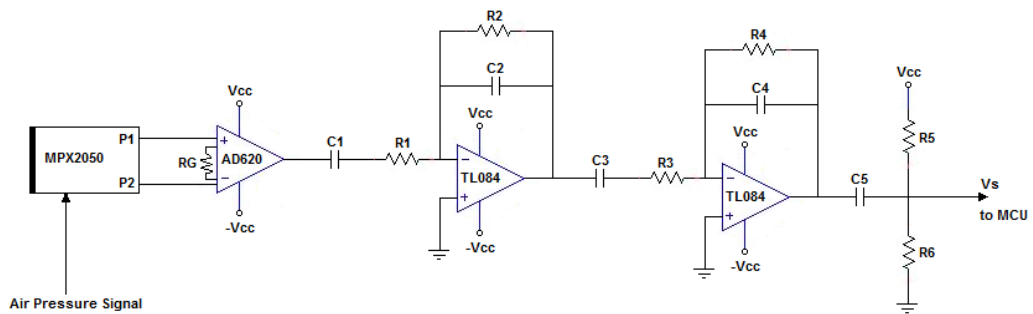 R2
R4
C2
C4
Vcc
Vcc
Vcc
Vcc
R5
MPX2050
P1
P2
RG
+
AD620
−
C1
R1
−
TL084
+
C3
R3
−
TL084
+
C5
Vs
to MCU
R6
-Vcc
-Vcc
-Vcc
Air Pressure Signal